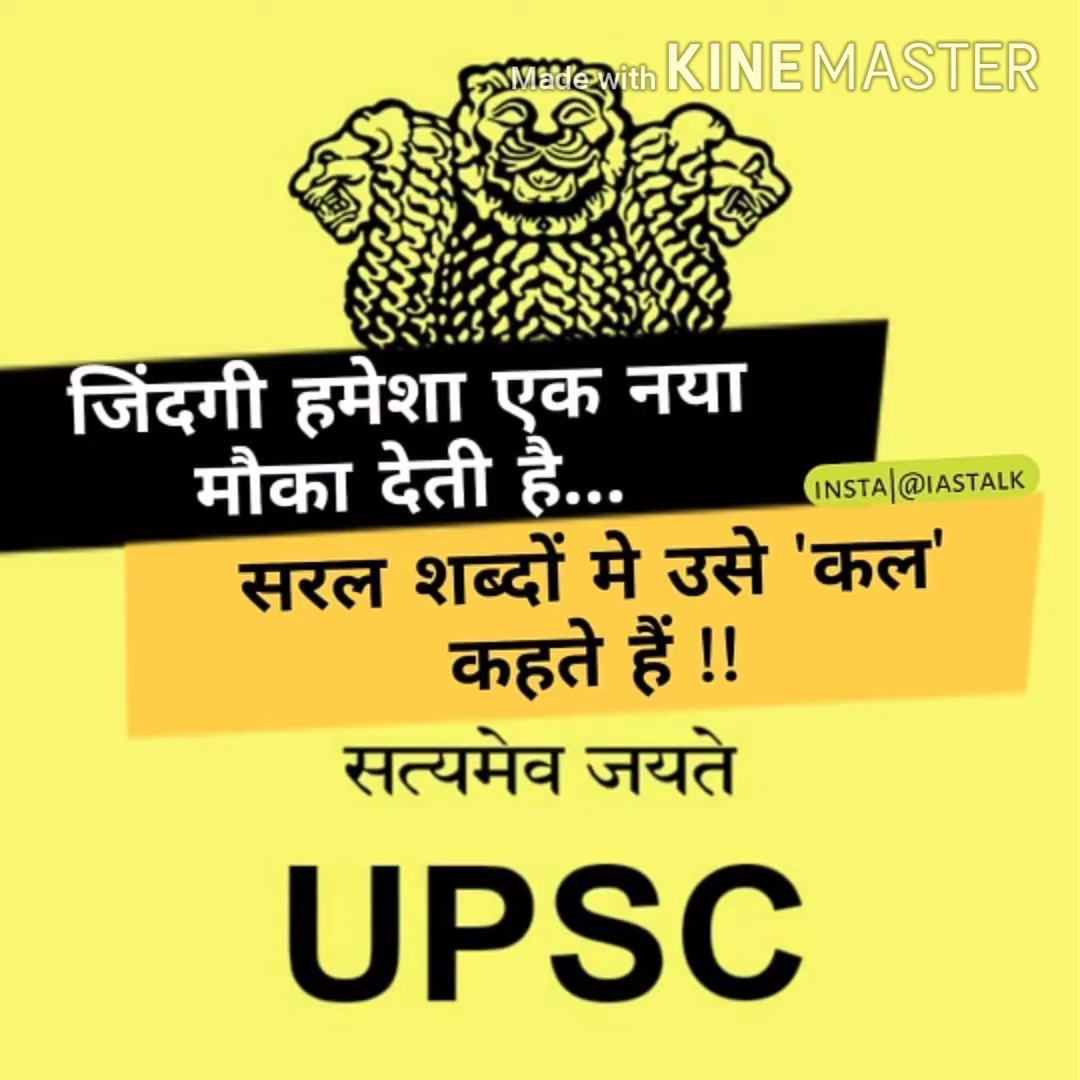 Made with KINEMASTER
जिंदगी हमेशा एक नया
मौका देती है...
INSTA|@IASTALK
सरल शब्दों मे उसे 'कल'
कहते हैं !!
सत्यमेव जयते
UPSC